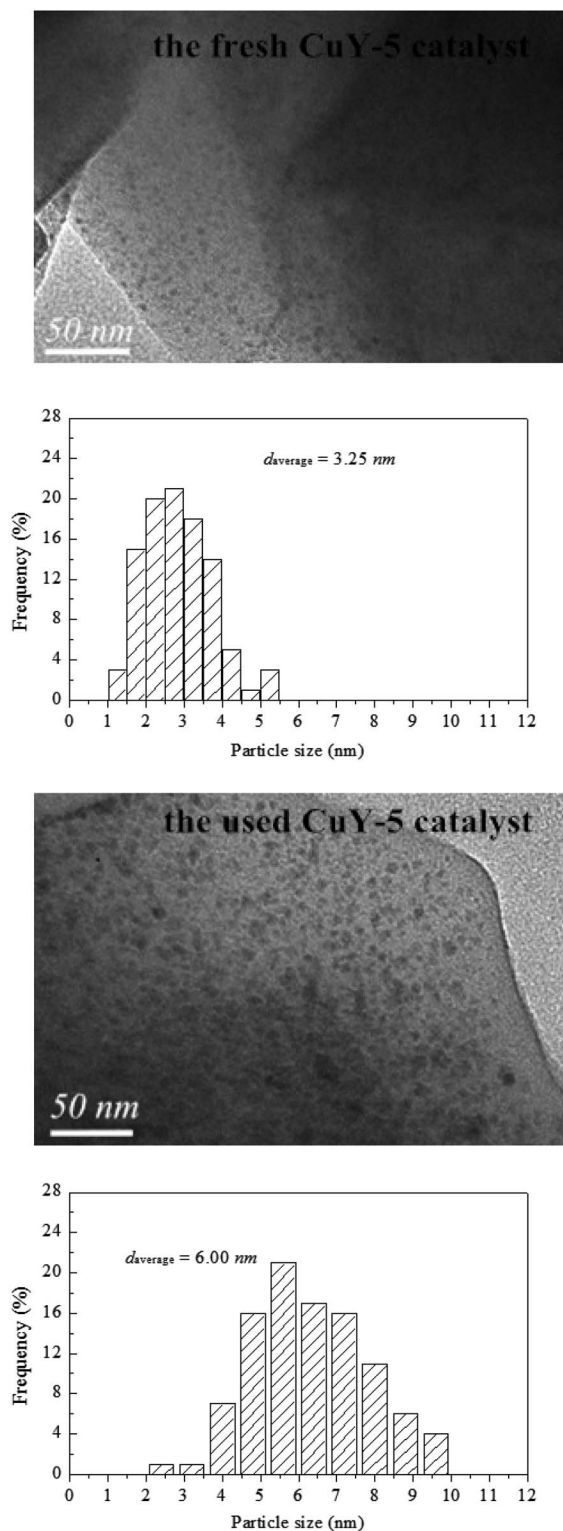 the fresh CuY-5 catalyst
50 nm
28
24
20
16
12
8
4
0
Frequency (%)
daverage = 3.25 nm
0 1 2 3 4 5 6 7 8 9 10 11 12
Particle size (nm)
the used CuY-5 catalyst
50 nm
28
24
20
16
12
8
4
0
Frequency (%)
daverage = 6.00 nm
0 1 2 3 4 5 6 7 8 9 10 11 12
Particle size (nm)